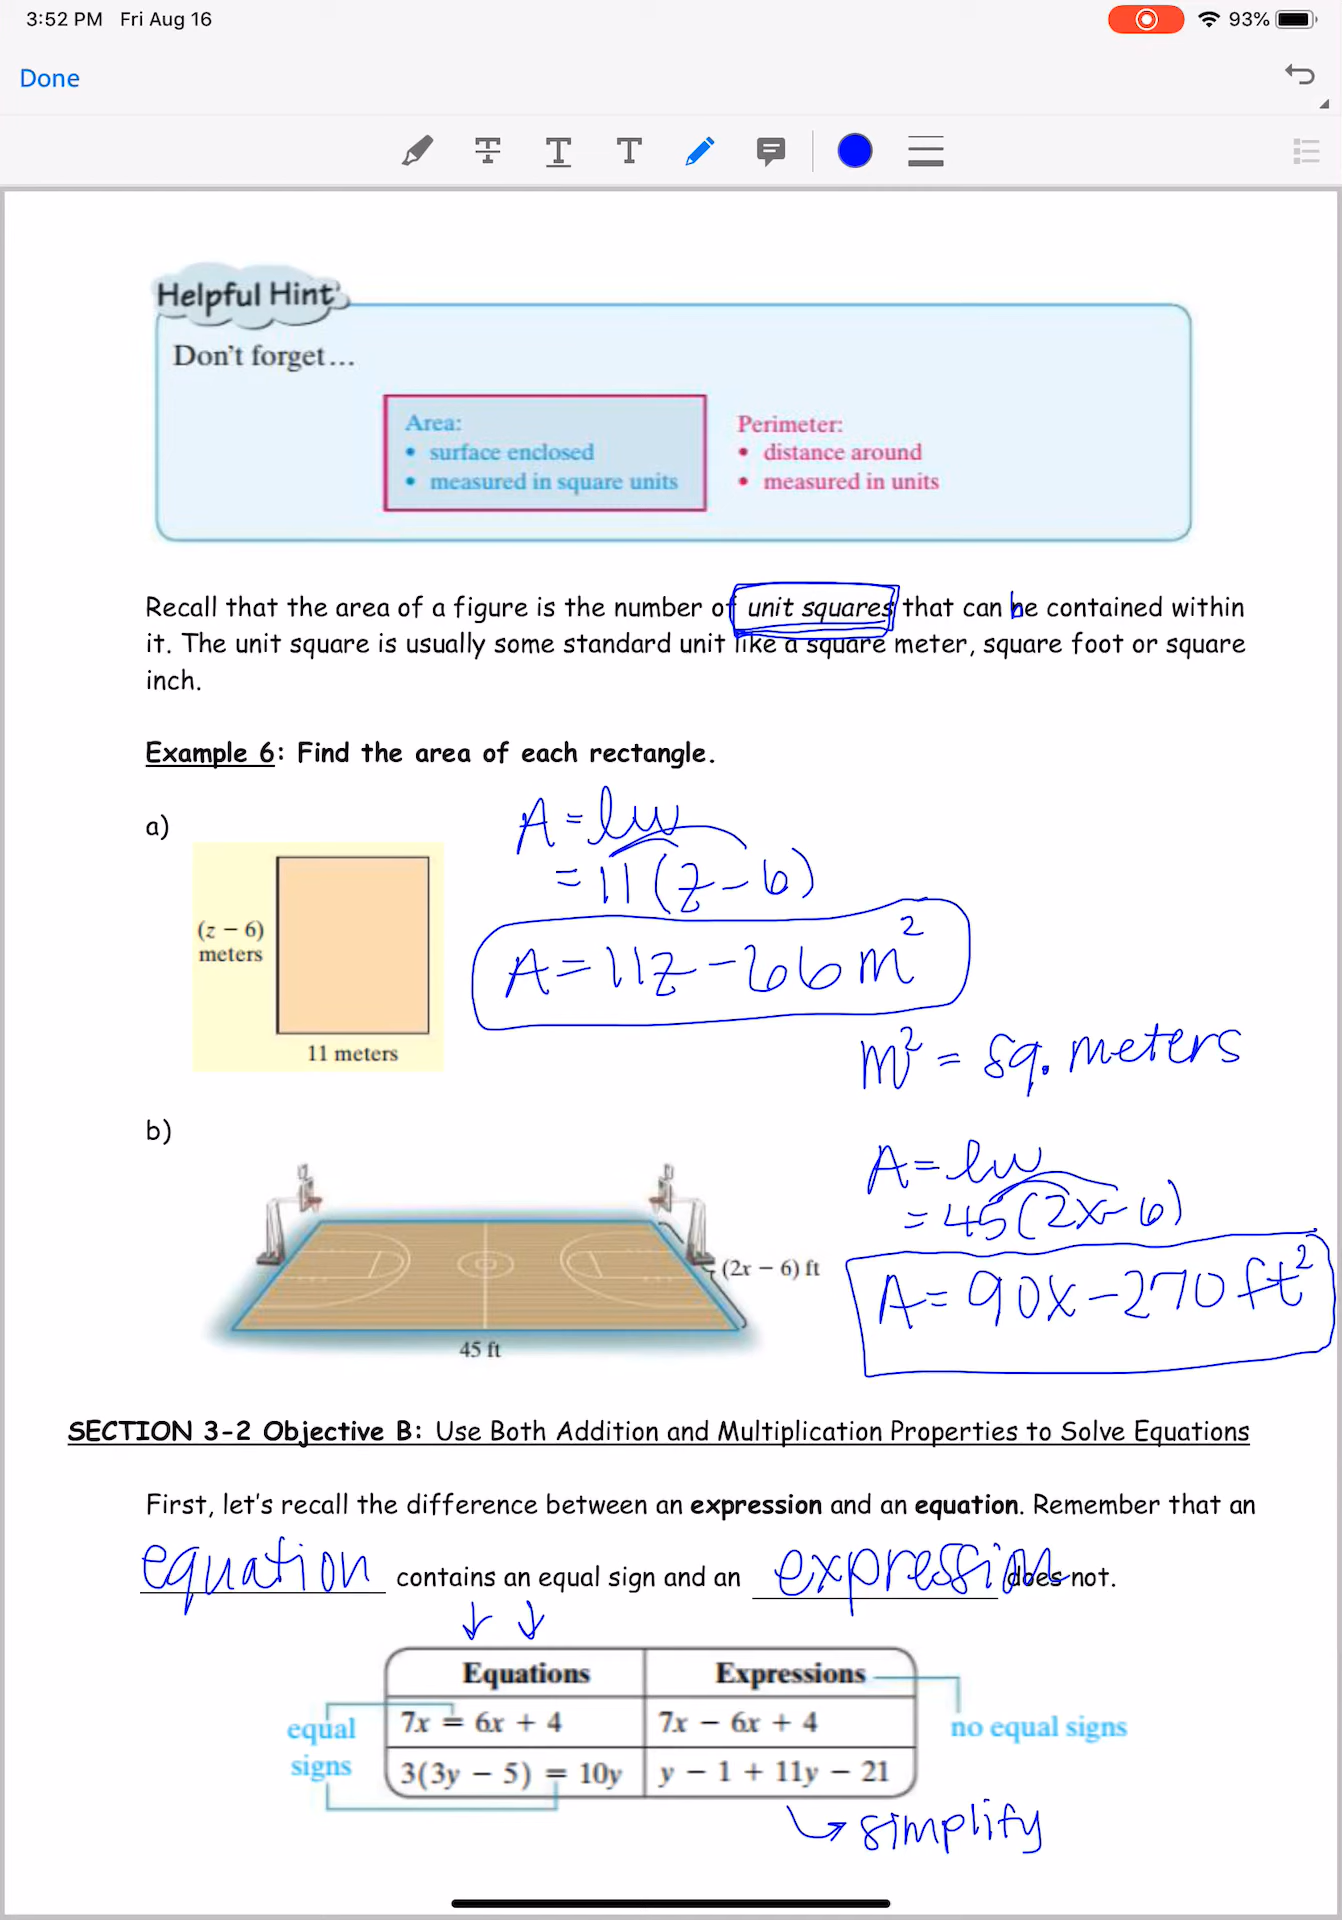 3:52 PM Fri Aug 16
93%
Done
Helpful Hint
Don't forget...
Area:
• surface enclosed
• measured in square units
Perimeter:
• distance around
• measured in units
Recall that the area of a figure is the number of unit squares that can be contained within
it. The unit square is usually some standard unit like a square meter, square foot or square
inch.
Example 6: Find the area of each rectangle.
a)
(z − 6)
meters
11 meters
A = lw
= 11(z − 6)
A = 11z − 66 m²
m² = sq. meters
b)
(2x − 6) ft
45 ft
A = lw
= 45(2x − 6)
A = 90x − 270 ft²
SECTION 3-2 Objective B: Use Both Addition and Multiplication Properties to Solve Equations
First, let's recall the difference between an expression and an equation. Remember that an
equation contains an equal sign and an expression does not.
Equations Expressions
7x = 6x + 4 7x − 6x + 4
3(3y − 5) = 10y y − 1 + 11y − 21
equal
signs
no equal signs
simplify